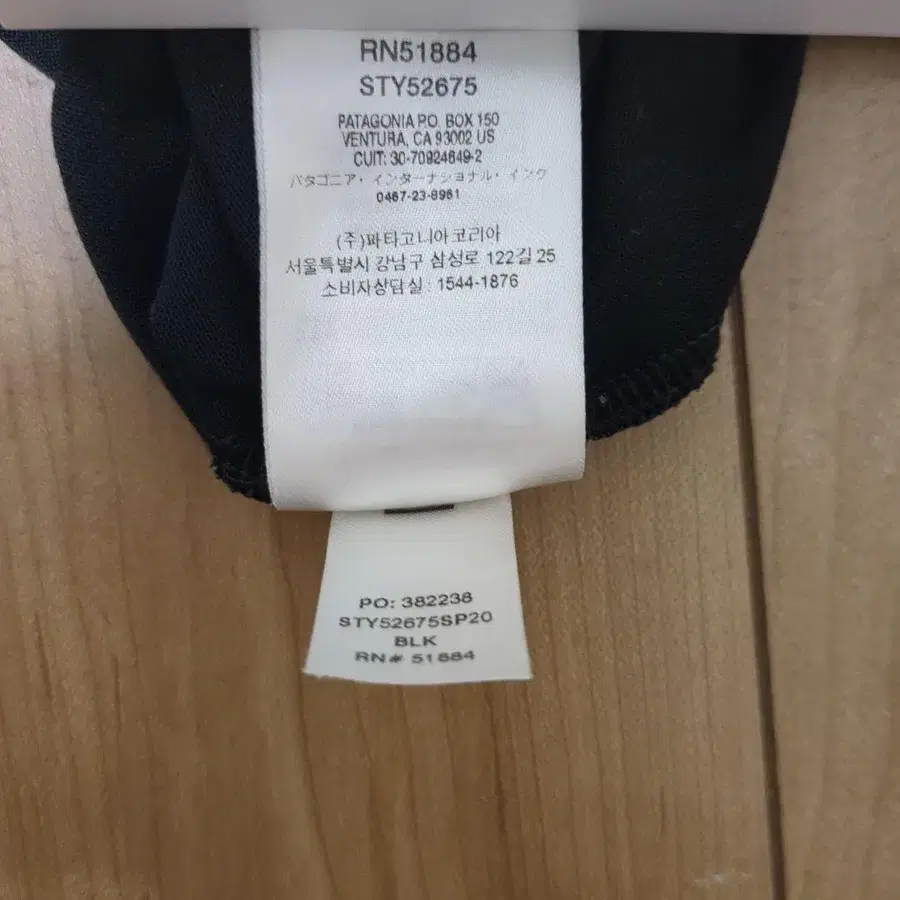 RN51884
STY52675
PATAGONIA P.O. BOX 150
VENTURA, CA 93002 US
CUIT: 30-70924849-2
パタゴニア・インターナショナル・インク
0467-23-8961
(주)파타고니아코리아
서울특별시 강남구 삼성로 122길 25
소비자상담실 : 1544-1876
PO: 382238
STY52675SP20
BLK
RN# 51884